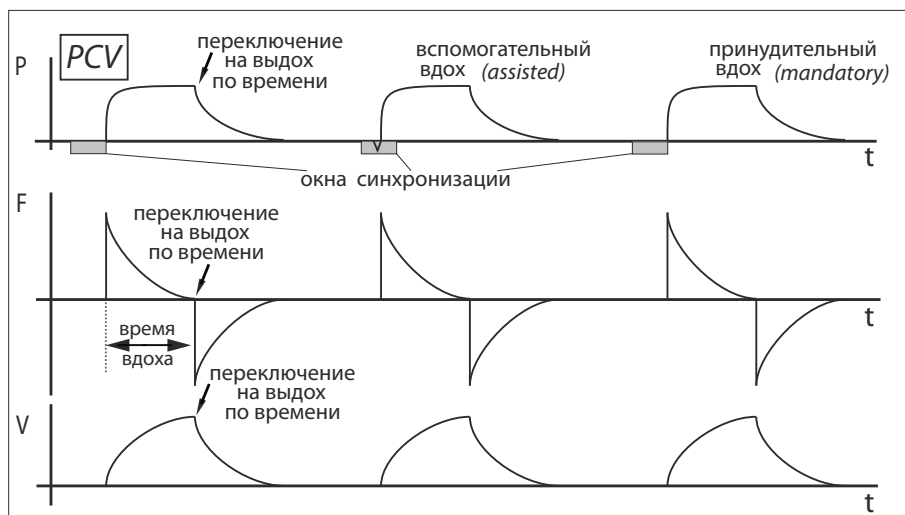 PCV
P
переключение
на выдох
по времени
вспомогательный
вдох (assisted)
принудительный
вдох (mandatory)
t
окна синхронизации
F
переключение
на выдох
по времени
t
время
вдоха
переключение
на выдох
по времени
V
t